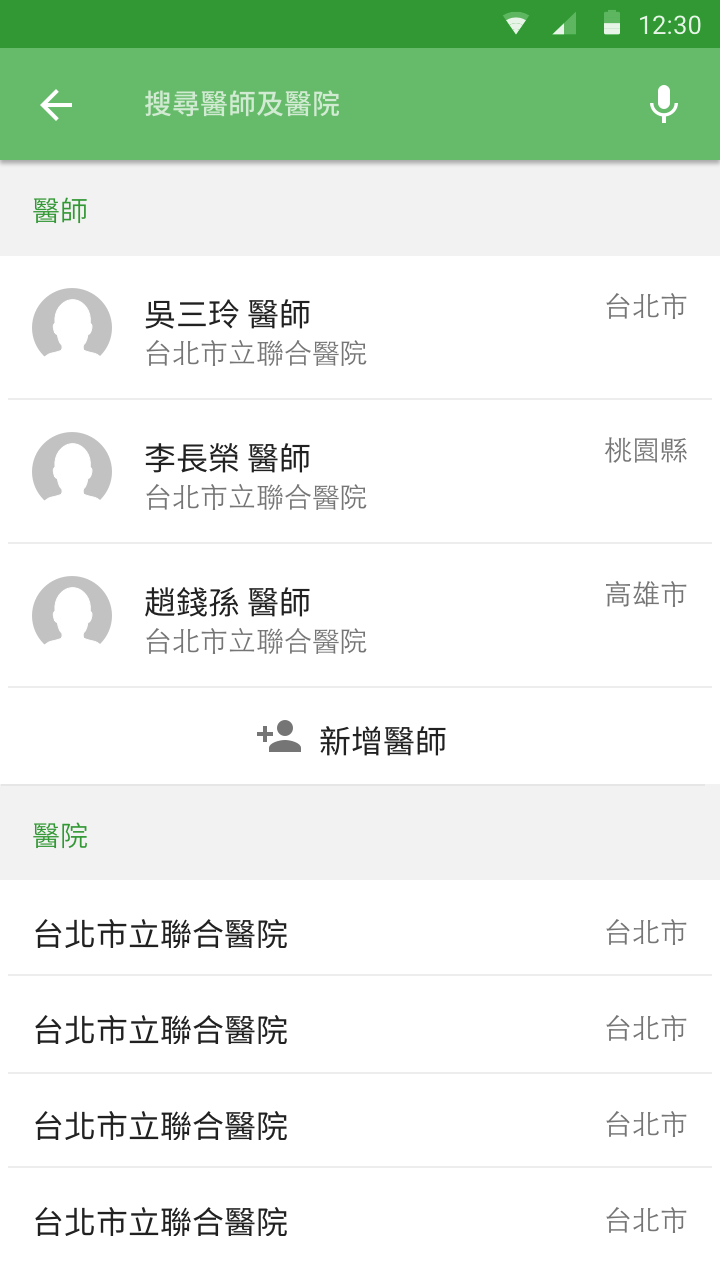 12:30
搜尋醫師及醫院
醫師
吳三玲 醫師
台北市
台北市立聯合醫院
李長榮 醫師
桃園縣
台北市立聯合醫院
趙錢孫 醫師
高雄市
台北市立聯合醫院
新增醫師
醫院
台北市立聯合醫院 台北市
台北市立聯合醫院 台北市
台北市立聯合醫院 台北市
台北市立聯合醫院 台北市